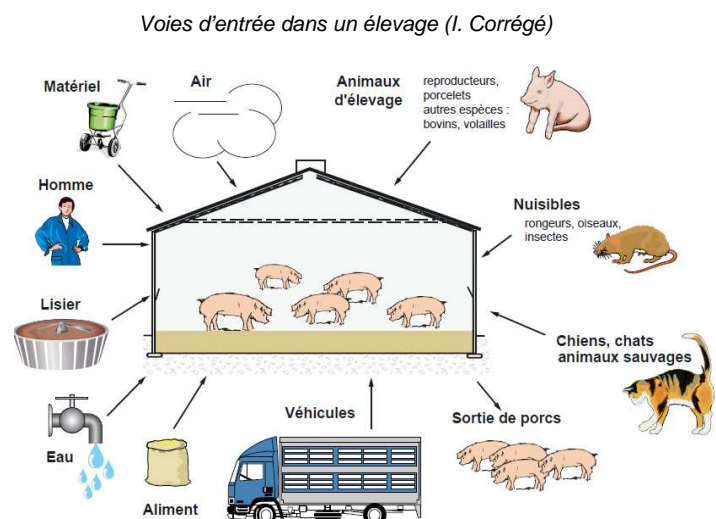 Voies d'entrée dans un élevage (I. Corrégé)
Matériel
Air
Animaux
d'élevage
reproducteurs,
porcelets
autres espèces :
bovins, volailles
Homme
Nuisibles
rongeurs, oiseaux,
insectes
Lisier
Chiens, chats
animaux sauvages
Eau
Aliment
Véhicules
Sortie de porcs